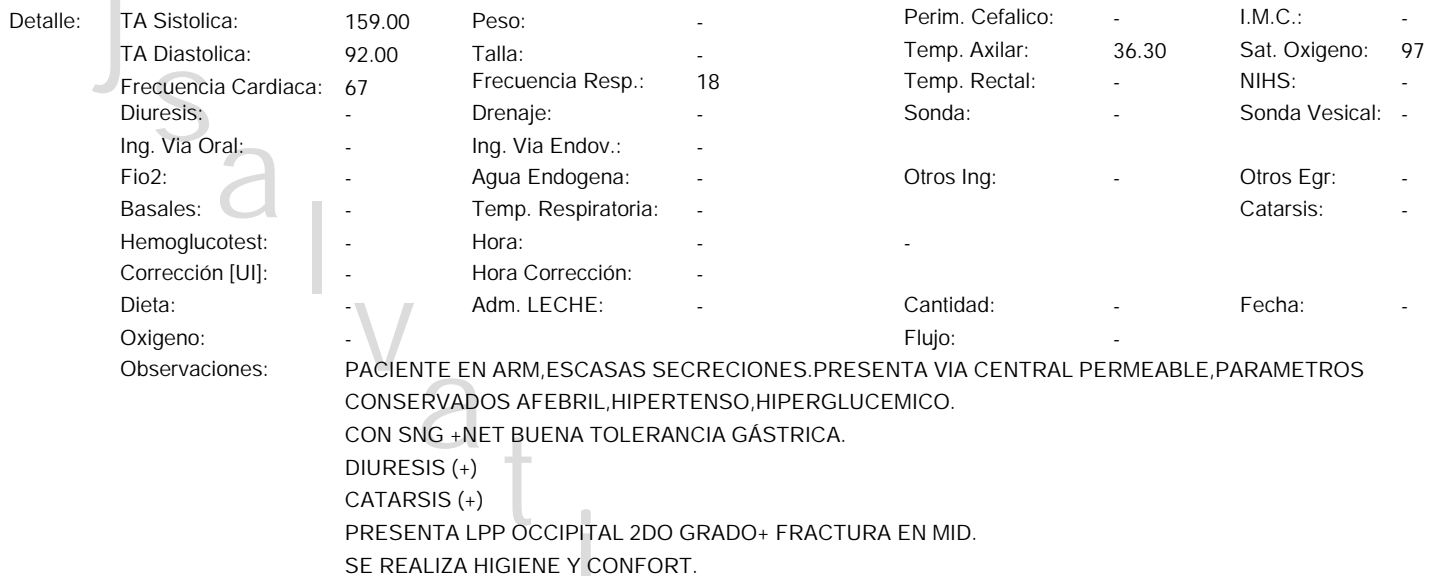 Detalle: TA Sistolica: 159.00 Peso: - Perim. Cefalico: - I.M.C.: -
TA Diastolica: 92.00 Talla: - Temp. Axilar: 36.30 Sat. Oxigeno: 97
Frecuencia Cardiaca: 67 Frecuencia Resp.: 18 Temp. Rectal: - NIHS: -
Diuresis: - Drenaje: - Sonda: - Sonda Vesical: -
Ing. Via Oral: - Ing. Via Endov.: -
Fio2: - Agua Endogena: - Otros Ing: - Otros Egr: -
Basales: - Temp. Respiratoria: - Catarsis: -
Hemoglucotest: - Hora: - -
Corrección [UI]: - Hora Corrección: -
Dieta: - Adm. LECHE: - Cantidad: - Fecha: -
Oxigeno: - Flujo: -
Observaciones: PACIENTE EN ARM,ESCASAS SECRECIONES.PRESENTA VIA CENTRAL PERMEABLE,PARAMETROS
CONSERVADOS AFEBRIL,HIPERTENSO,HIPERGLUCEMICO.
CON SNG +NET BUENA TOLERANCIA GÁSTRICA.
DIURESIS (+)
CATARSIS (+)
PRESENTA LPP OCCIPITAL 2DO GRADO+ FRACTURA EN MID.
SE REALIZA HIGIENE Y CONFORT.
jsalvati